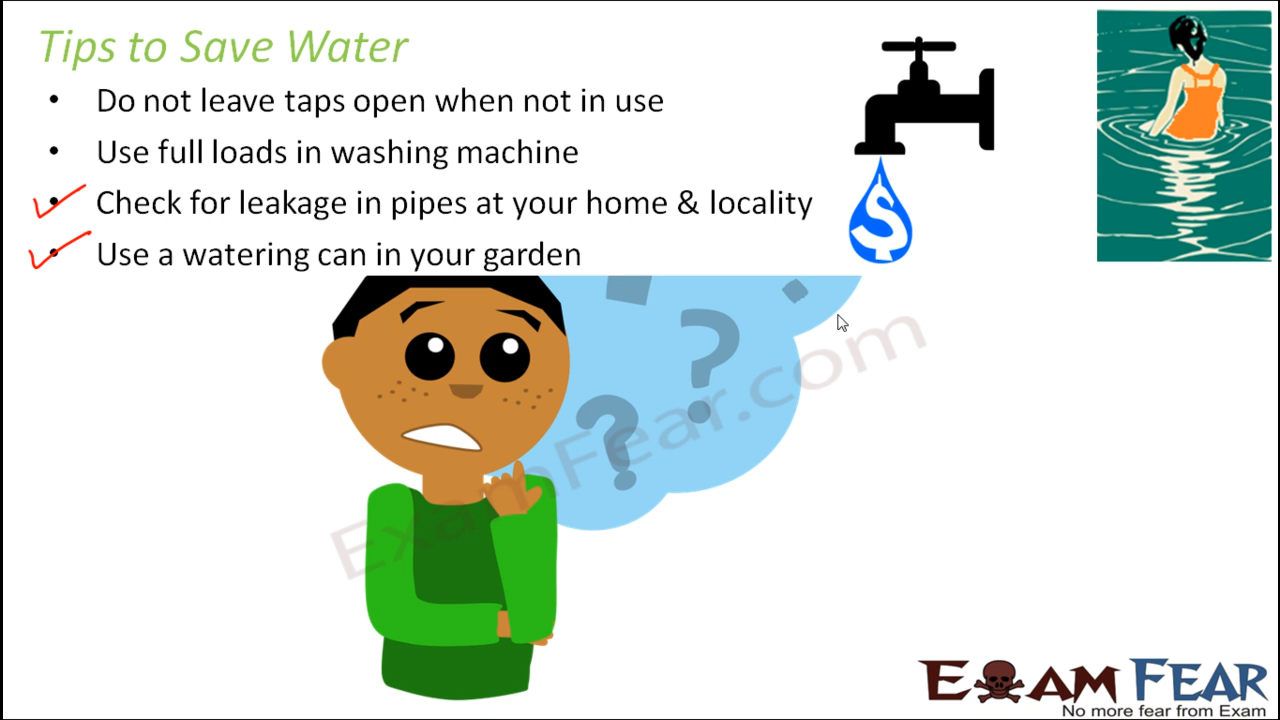 Tips to Save Water
• Do not leave taps open when not in use
• Use full loads in washing machine
• Check for leakage in pipes at your home & locality
• Use a watering can in your garden
$
?
?
ExamFear.com
EXAM FEAR
No more fear from Exam